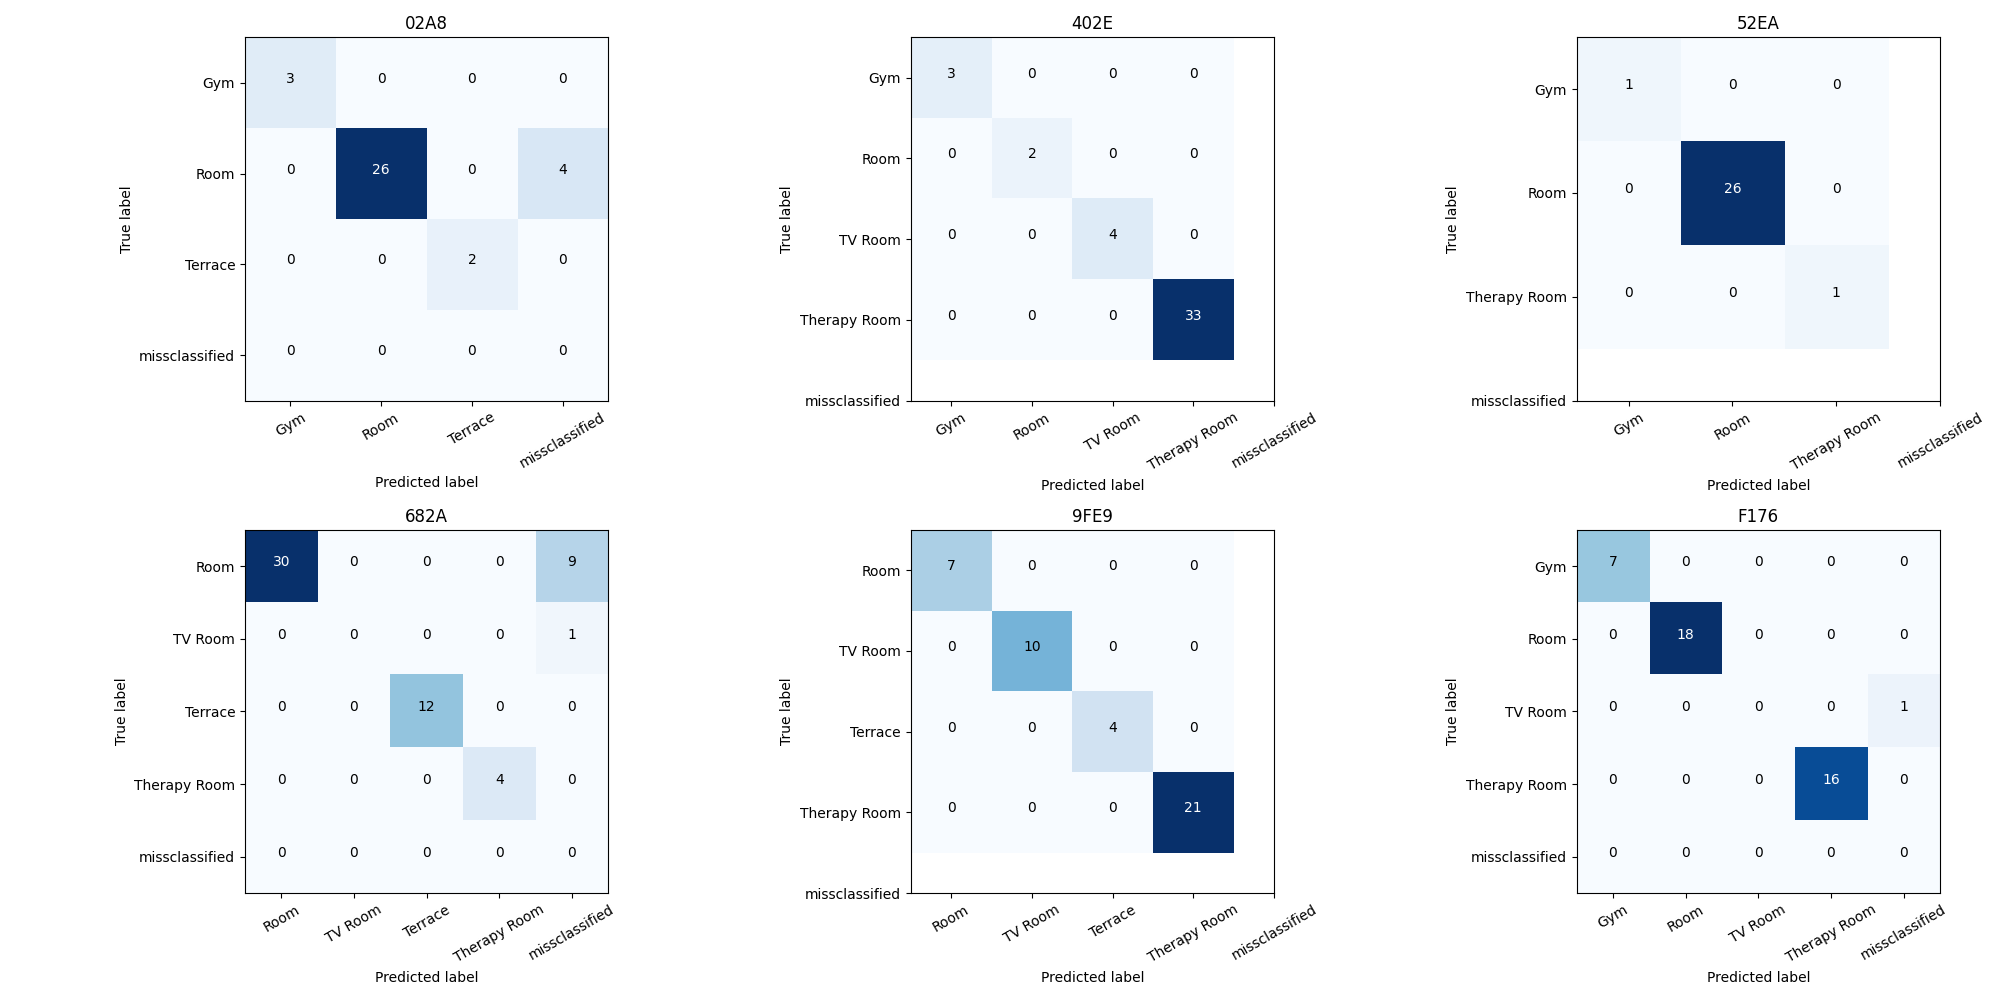 02A8
True label
Gym 3 0 0 0
Room 0 26 0 4
Terrace 0 0 2 0
missclassified 0 0 0 0
Gym Room Terrace missclassified
Predicted label
402E
True label
Gym 3 0 0 0
Room 0 2 0 0
TV Room 0 0 4 0
Therapy Room 0 0 0 33
missclassified
Gym Room TV Room Therapy Room missclassified
Predicted label
52EA
True label
Gym 1 0 0
Room 0 26 0
Therapy Room 0 0 1
missclassified
Gym Room Therapy Room missclassified
Predicted label
682A
True label
Room 30 0 0 0 9
TV Room 0 0 0 0 1
Terrace 0 0 12 0 0
Therapy Room 0 0 0 4 0
missclassified 0 0 0 0 0
Room TV Room Terrace Therapy Room missclassified
Predicted label
9FE9
True label
Room 7 0 0 0
TV Room 0 10 0 0
Terrace 0 0 4 0
Therapy Room 0 0 0 21
missclassified
Room TV Room Terrace Therapy Room missclassified
Predicted label
F176
True label
Gym 7 0 0 0 0
Room 0 18 0 0 0
TV Room 0 0 0 0 1
Therapy Room 0 0 0 16 0
missclassified 0 0 0 0 0
Gym Room TV Room Therapy Room missclassified
Predicted label